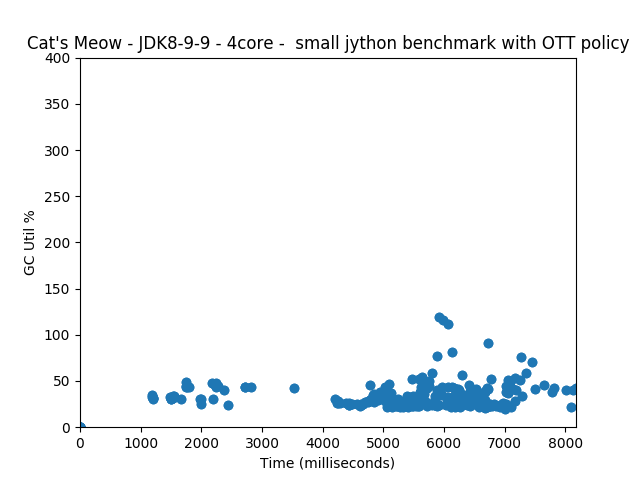 Cat's Meow - JDK8-9-9 - 4core -  small jython benchmark with OTT policy
400
350
300
250
200
150
100
50
0
GC Util %
0 1000 2000 3000 4000 5000 6000 7000 8000
Time (milliseconds)